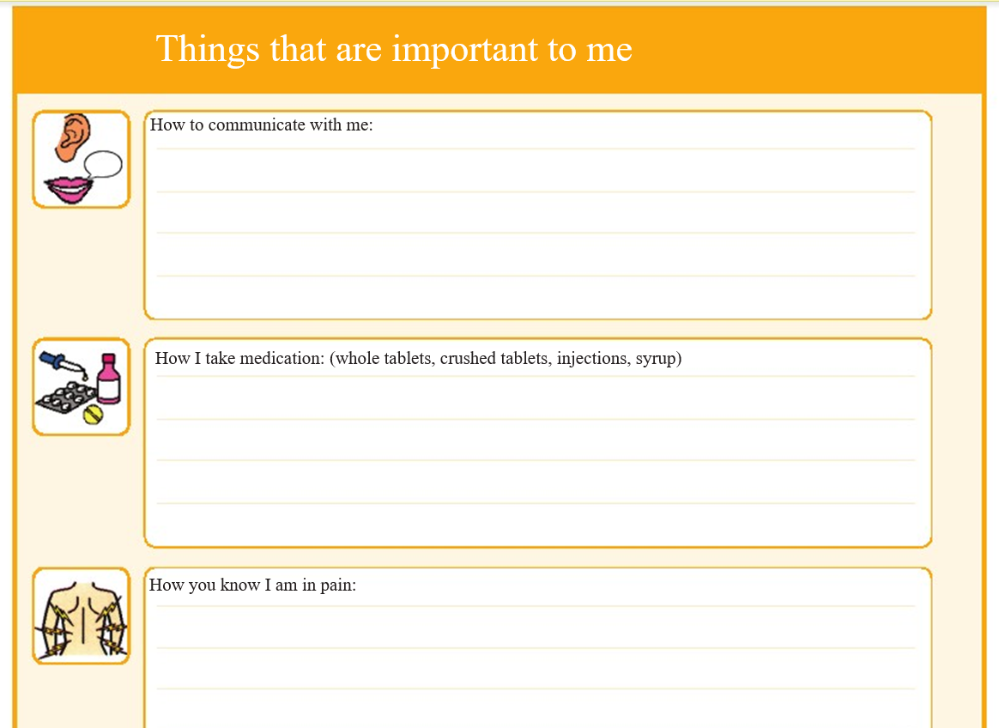 Things that are important to me
How to communicate with me:
How I take medication: (whole tablets, crushed tablets, injections, syrup)
How you know I am in pain: